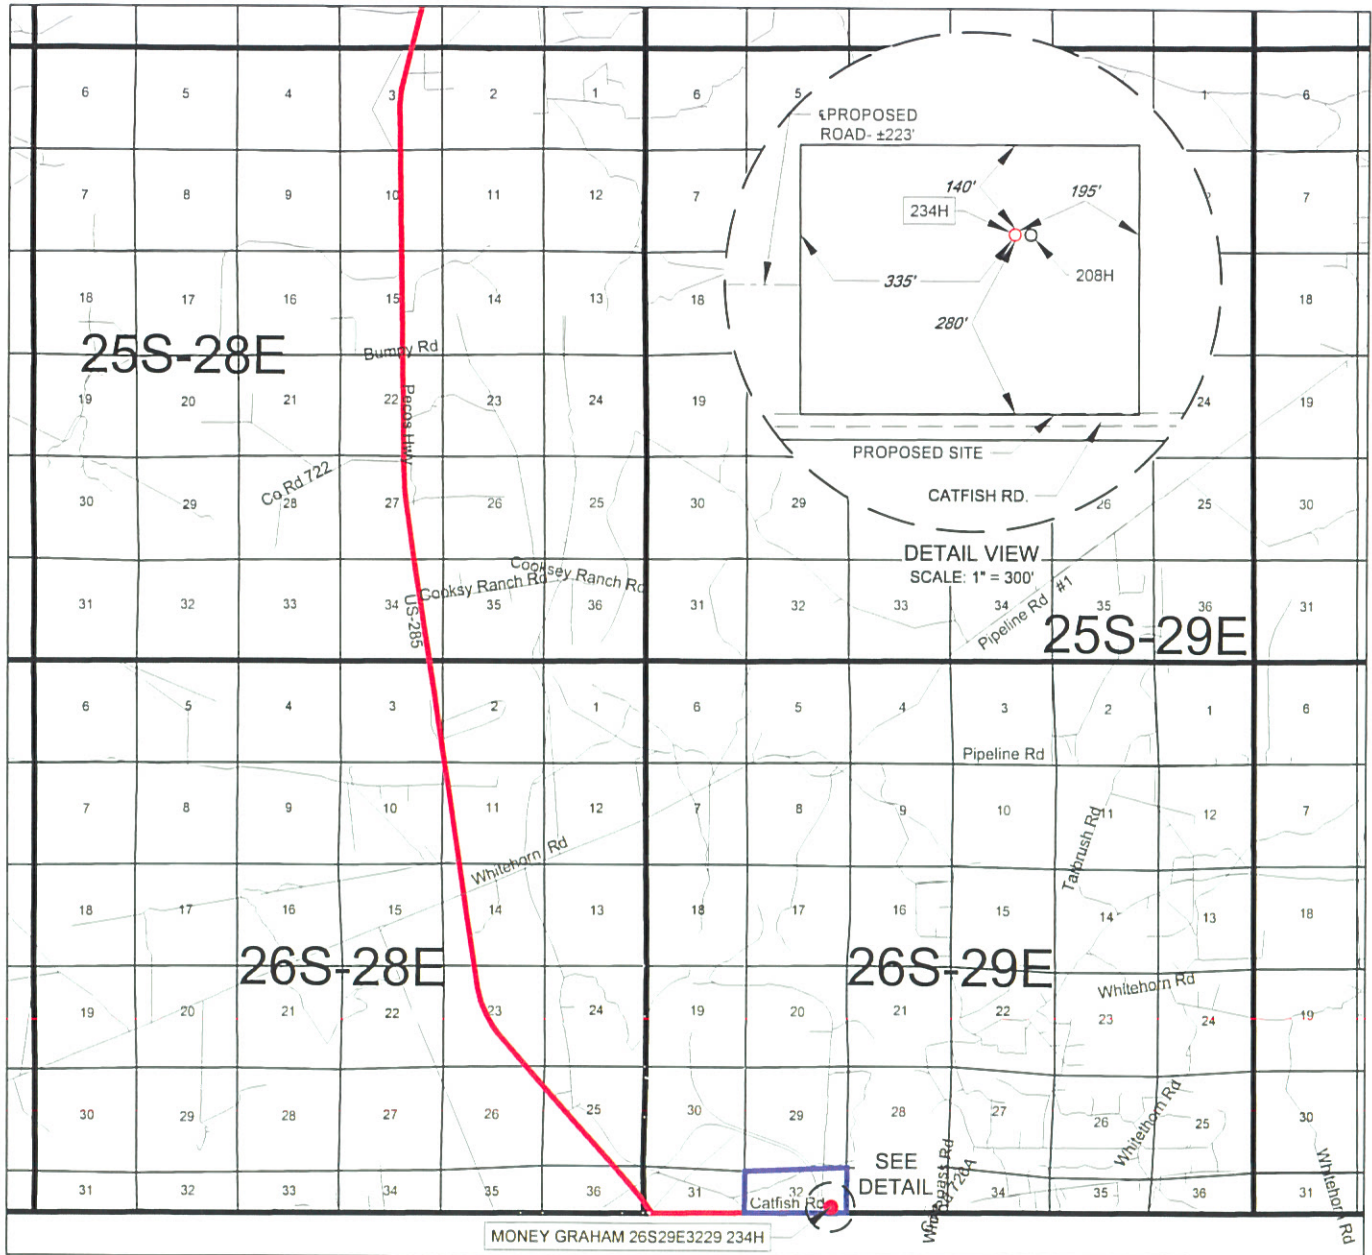 6 5 4 3 2 1 6 5 1 6
℄PROPOSED
ROAD- ±223'
7 8 9 10 11 12 7 7
140' 195'
234H
208H
335'
280'
18 17 16 15 14 13 18 18
25S-28E
Bumpy Rd
Pecos Hwy
19 20 21 22 23 24 19 24 19
PROPOSED SITE
CATFISH RD.
Co Rd 722
30 29 28 27 26 25 30 29 26 25 30
DETAIL VIEW
SCALE: 1" = 300'
Cooksy Ranch Rd
Cooksey Ranch Rd
US-285
Pipeline Rd #1
31 32 33 34 35 36 31 32 33 34 35 36 31
25S-29E
6 5 4 3 2 1 6 5 4 3 2 1 6
Pipeline Rd
7 8 9 10 11 12 7 8 9 10 11 12 7
Tarbrush Rd
Whitehorn Rd
18 17 16 15 14 13 18 17 16 15 14 13 18
26S-28E
26S-29E
Whitehorn Rd
19 20 21 22 23 24 19 20 21 22 23 24 19
30 29 28 27 26 25 30 29 28 27 26 25 30
Whitethorn Rd
Whitehorn Rd
SEE
DETAIL
31 32 33 34 35 36 31 32 34 35 36 31
Catfish Rd
MONEY GRAHAM 26S29E3229 234H